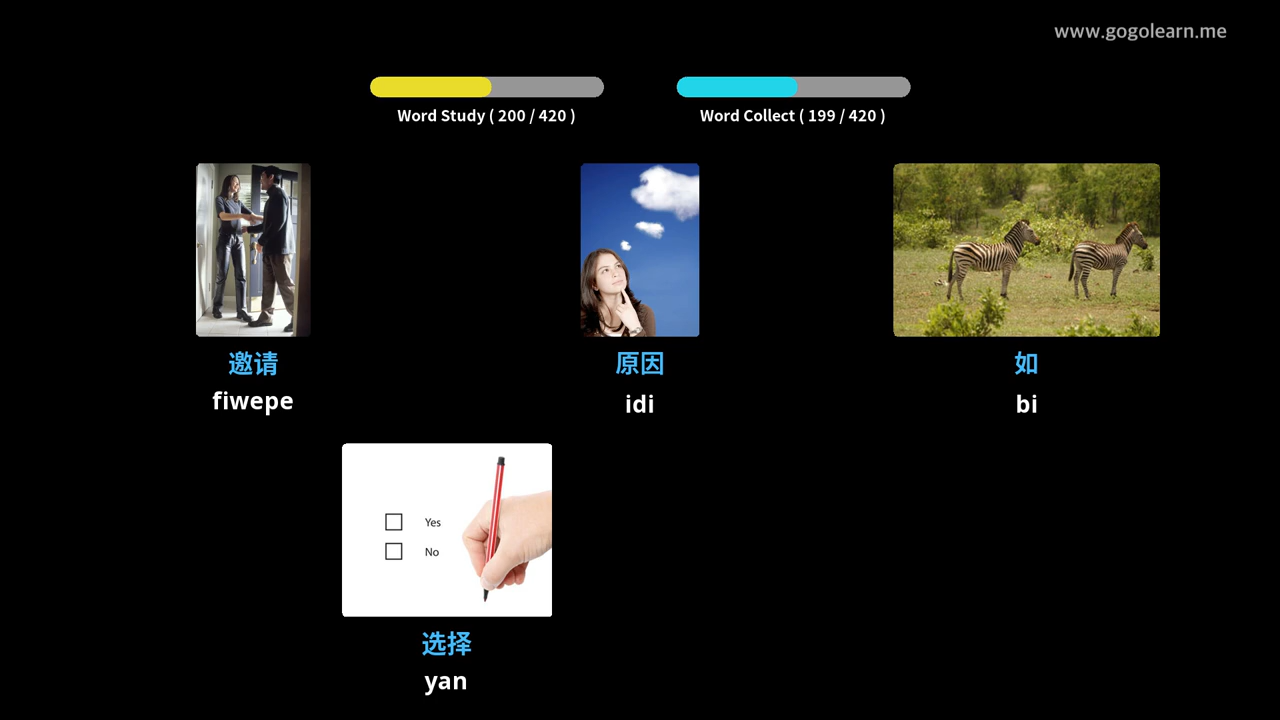 www.gogolearn.me
Word Study ( 200 / 420 )
Word Collect ( 199 / 420 )
邀请
fiwepe
原因
idi
如
bi
Yes
No
选择
yan